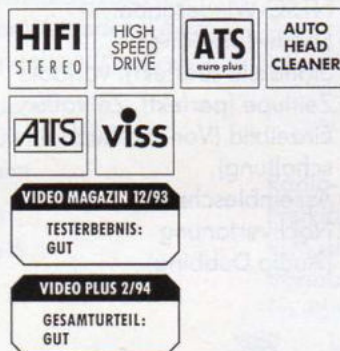 HIFI
STEREO
HIGH
SPEED
DRIVE
ATS
euro plus
AUTO
HEAD
CLEANER
ATTS
VISS
VIDEO MAGAZIN 12/93
TESTERBEBNIS:
GUT
VIDEO PLUS 2/94
GESAMTURTEIL:
GUT